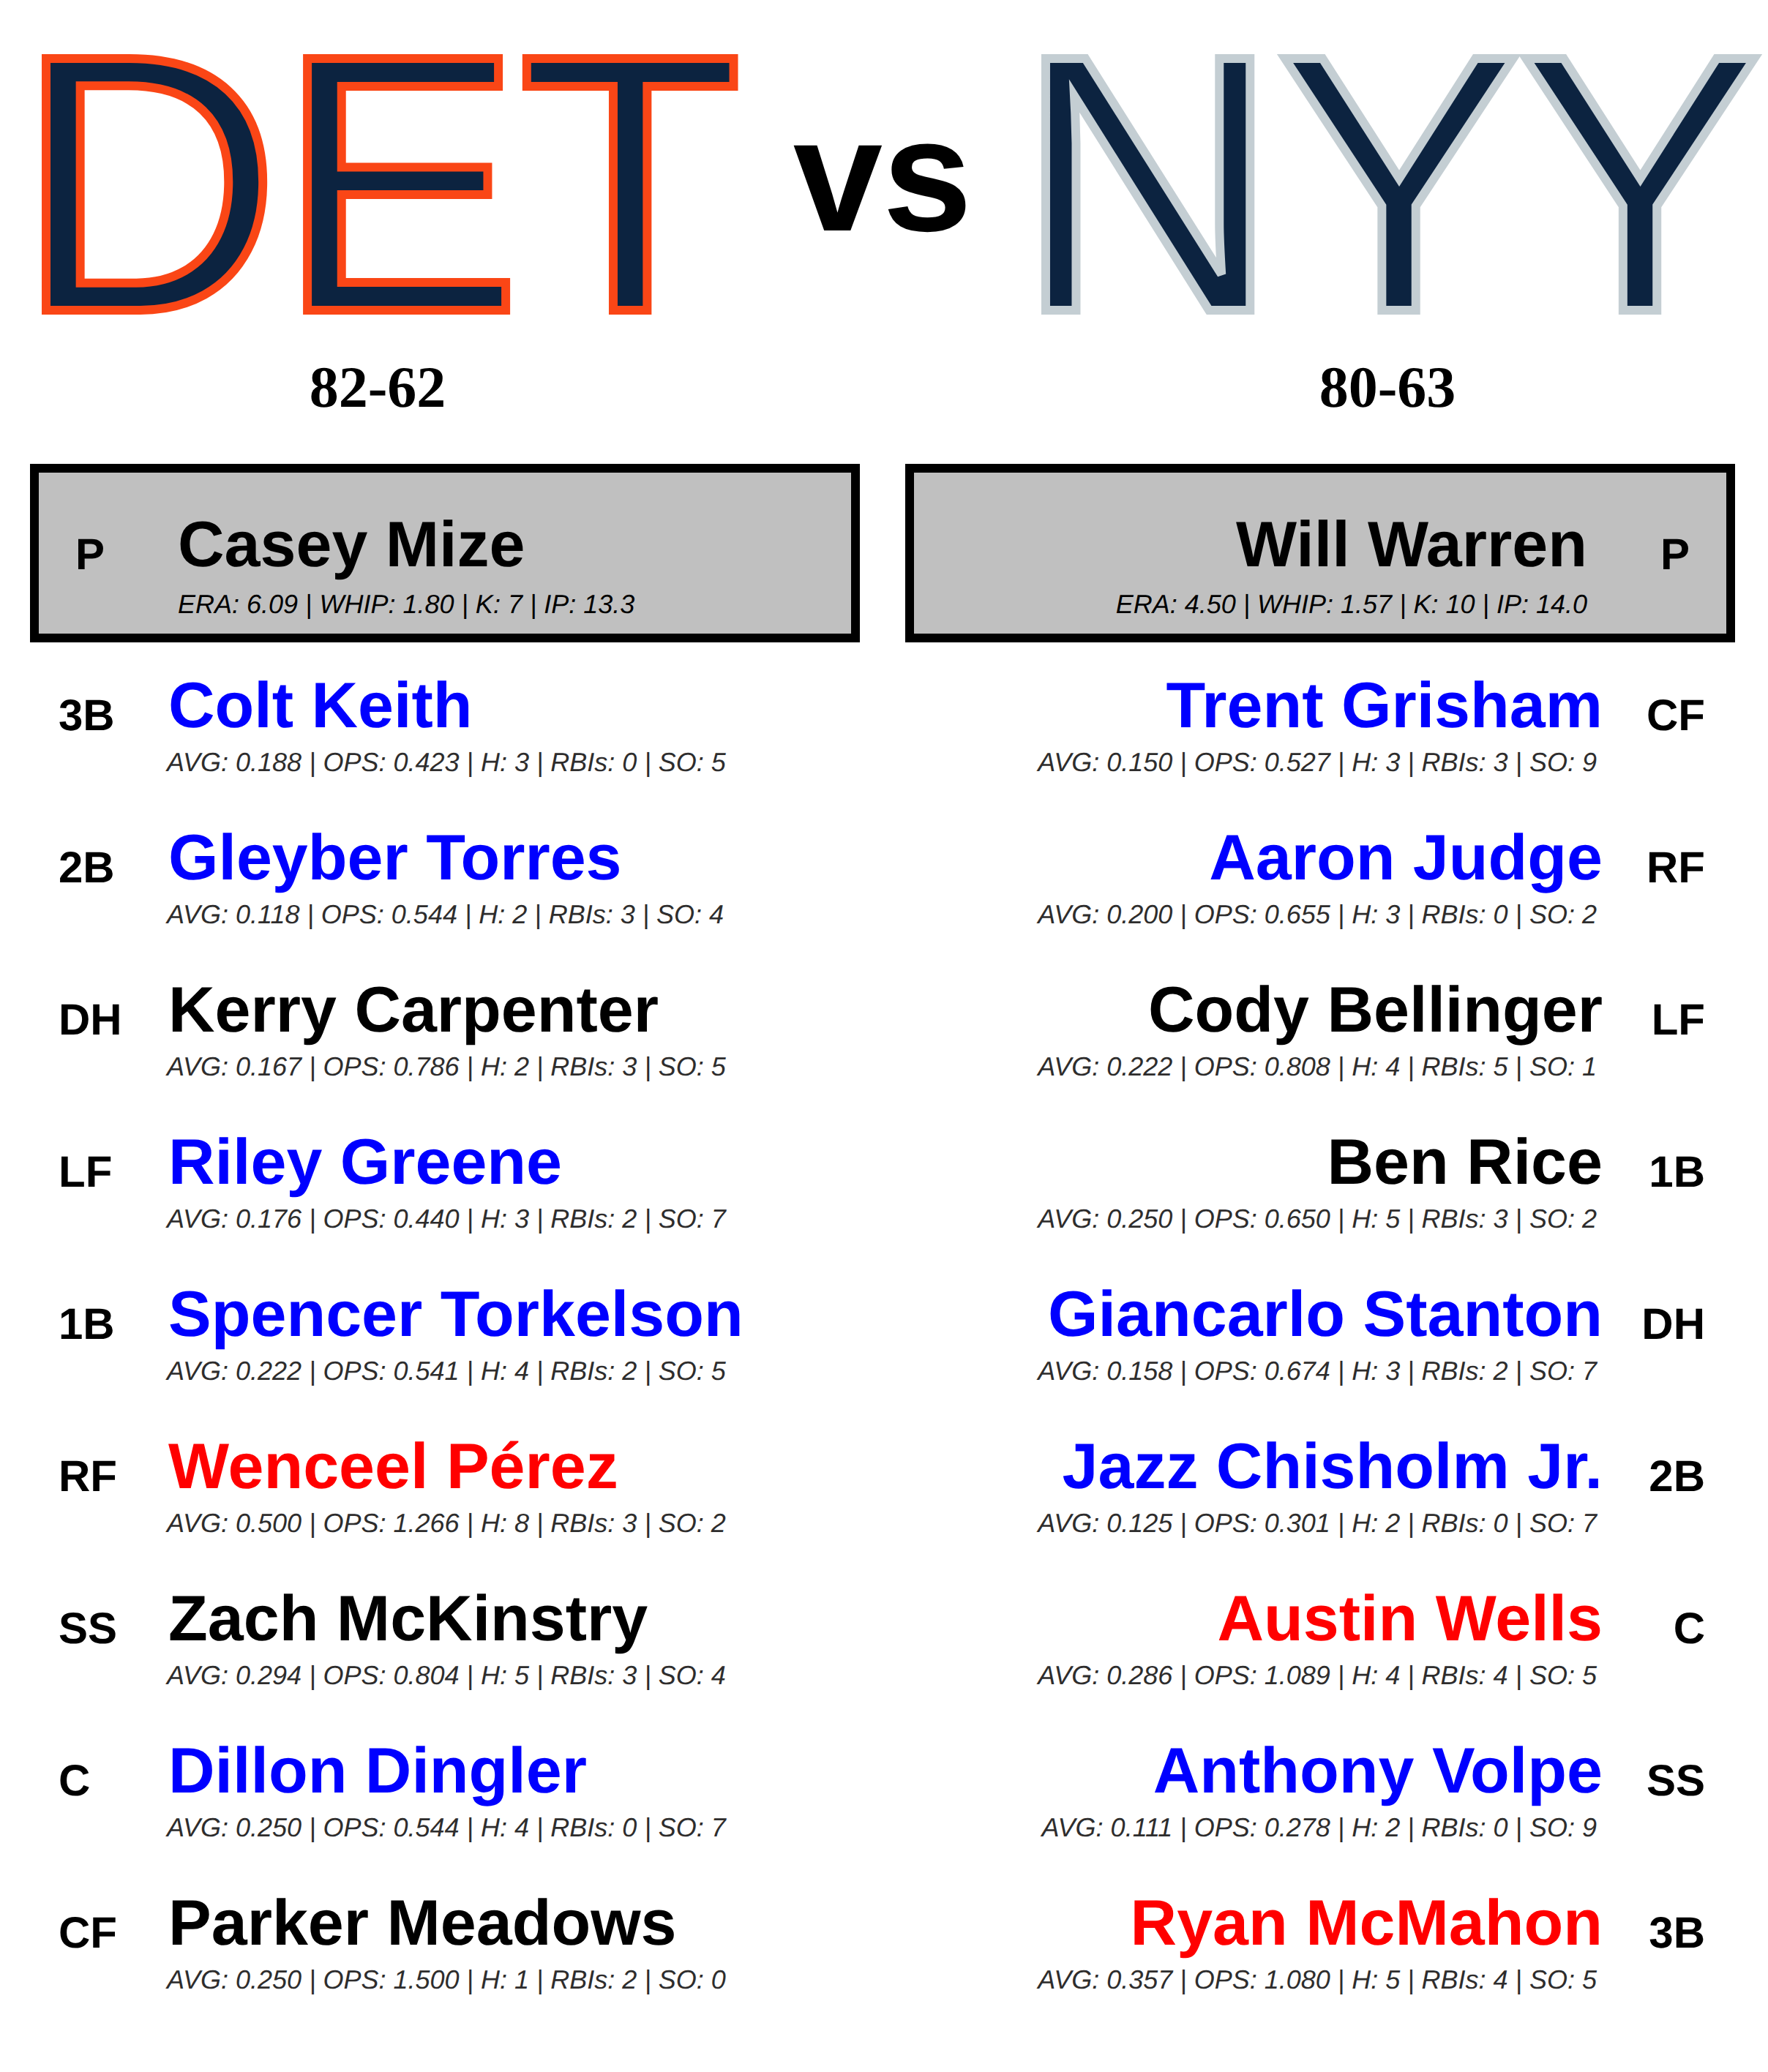 DET vs NYY
82-62
80-63
P Casey Mize
ERA: 6.09 | WHIP: 1.80 | K: 7 | IP: 13.3
Will Warren P
ERA: 4.50 | WHIP: 1.57 | K: 10 | IP: 14.0
3B Colt Keith
AVG: 0.188 | OPS: 0.423 | H: 3 | RBIs: 0 | SO: 5
2B Gleyber Torres
AVG: 0.118 | OPS: 0.544 | H: 2 | RBIs: 3 | SO: 4
DH Kerry Carpenter
AVG: 0.167 | OPS: 0.786 | H: 2 | RBIs: 3 | SO: 5
LF Riley Greene
AVG: 0.176 | OPS: 0.440 | H: 3 | RBIs: 2 | SO: 7
1B Spencer Torkelson
AVG: 0.222 | OPS: 0.541 | H: 4 | RBIs: 2 | SO: 5
RF Wenceel Pérez
AVG: 0.500 | OPS: 1.266 | H: 8 | RBIs: 3 | SO: 2
SS Zach McKinstry
AVG: 0.294 | OPS: 0.804 | H: 5 | RBIs: 3 | SO: 4
C Dillon Dingler
AVG: 0.250 | OPS: 0.544 | H: 4 | RBIs: 0 | SO: 7
CF Parker Meadows
AVG: 0.250 | OPS: 1.500 | H: 1 | RBIs: 2 | SO: 0
Trent Grisham CF
AVG: 0.150 | OPS: 0.527 | H: 3 | RBIs: 3 | SO: 9
Aaron Judge RF
AVG: 0.200 | OPS: 0.655 | H: 3 | RBIs: 0 | SO: 2
Cody Bellinger LF
AVG: 0.222 | OPS: 0.808 | H: 4 | RBIs: 5 | SO: 1
Ben Rice 1B
AVG: 0.250 | OPS: 0.650 | H: 5 | RBIs: 3 | SO: 2
Giancarlo Stanton DH
AVG: 0.158 | OPS: 0.674 | H: 3 | RBIs: 2 | SO: 7
Jazz Chisholm Jr. 2B
AVG: 0.125 | OPS: 0.301 | H: 2 | RBIs: 0 | SO: 7
Austin Wells C
AVG: 0.286 | OPS: 1.089 | H: 4 | RBIs: 4 | SO: 5
Anthony Volpe SS
AVG: 0.111 | OPS: 0.278 | H: 2 | RBIs: 0 | SO: 9
Ryan McMahon 3B
AVG: 0.357 | OPS: 1.080 | H: 5 | RBIs: 4 | SO: 5